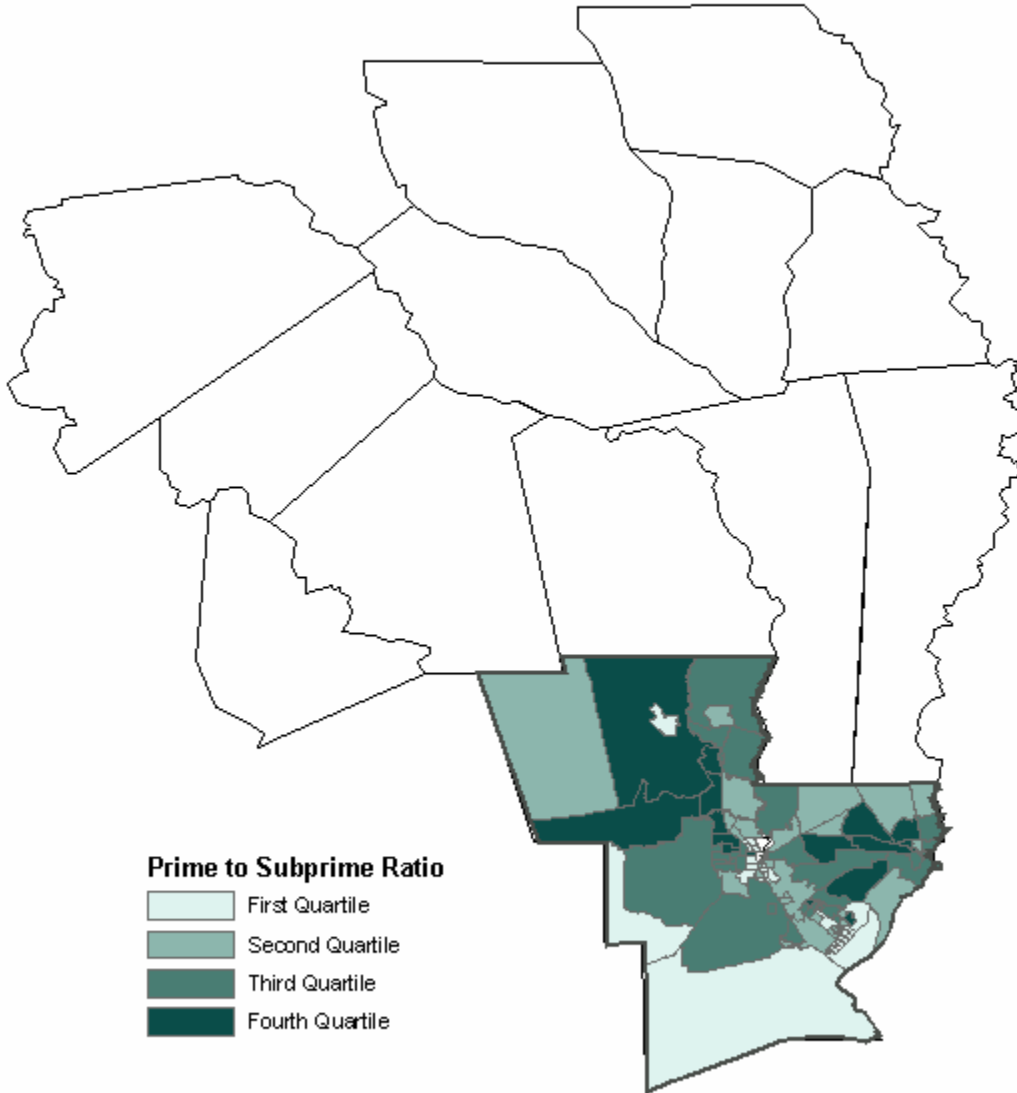 Prime to Subprime Ratio
First Quartile
Second Quartile
Third Quartile
Fourth Quartile